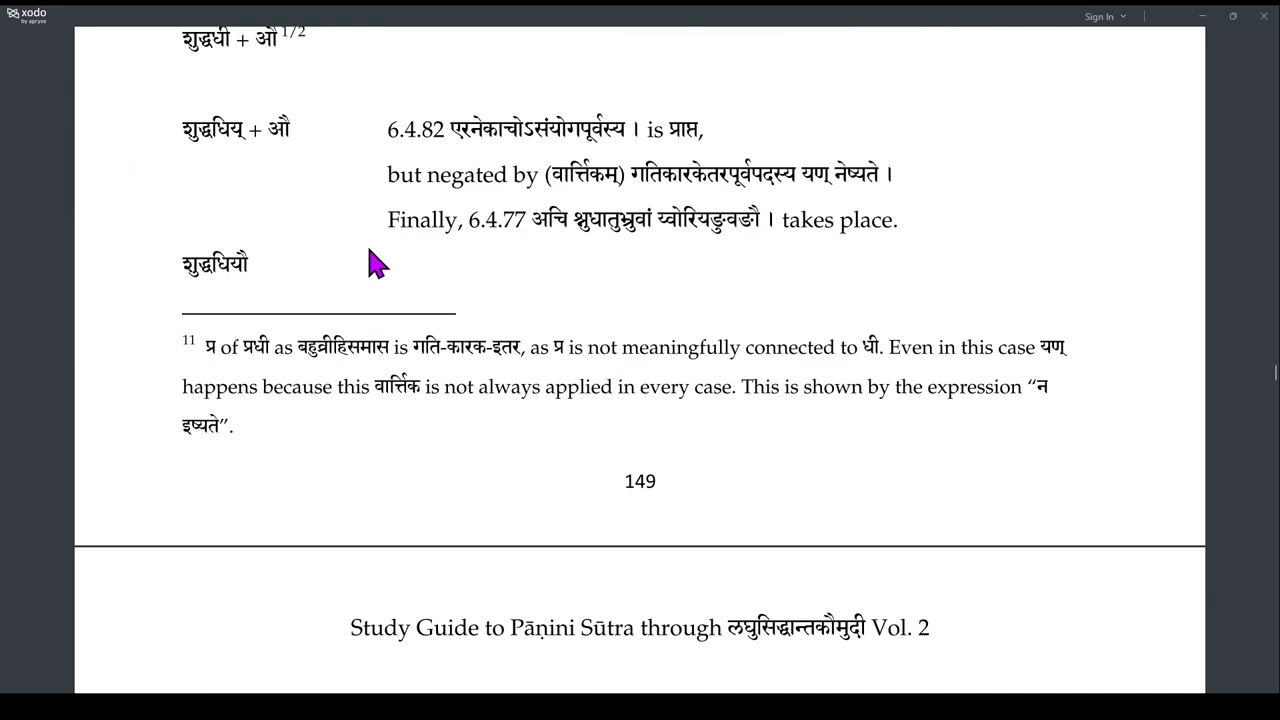 xodo
by apryse
Sign In
शुद्धधी + औ 1/2
शुद्धधिय् + औ 6.4.82 एरनेकाचोऽसंयोगपूर्वस्य । is प्राप्त,
but negated by (वार्त्तिकम्) गतिकारकेतरपूर्वपदस्य यण् नेष्यते ।
Finally, 6.4.77 अचि श्नुधातुभ्रुवां य्वोरियङुवङौ । takes place.
शुद्धधियौ
11 प्र of प्रधी as बहुव्रीहिसमास is गति-कारक-इतर, as प्र is not meaningfully connected to धी. Even in this case यण्
happens because this वार्त्तिक is not always applied in every case. This is shown by the expression “न
इष्यते”.
149
Study Guide to Pāṇini Sūtra through लघुसिद्धान्तकौमुदी Vol. 2